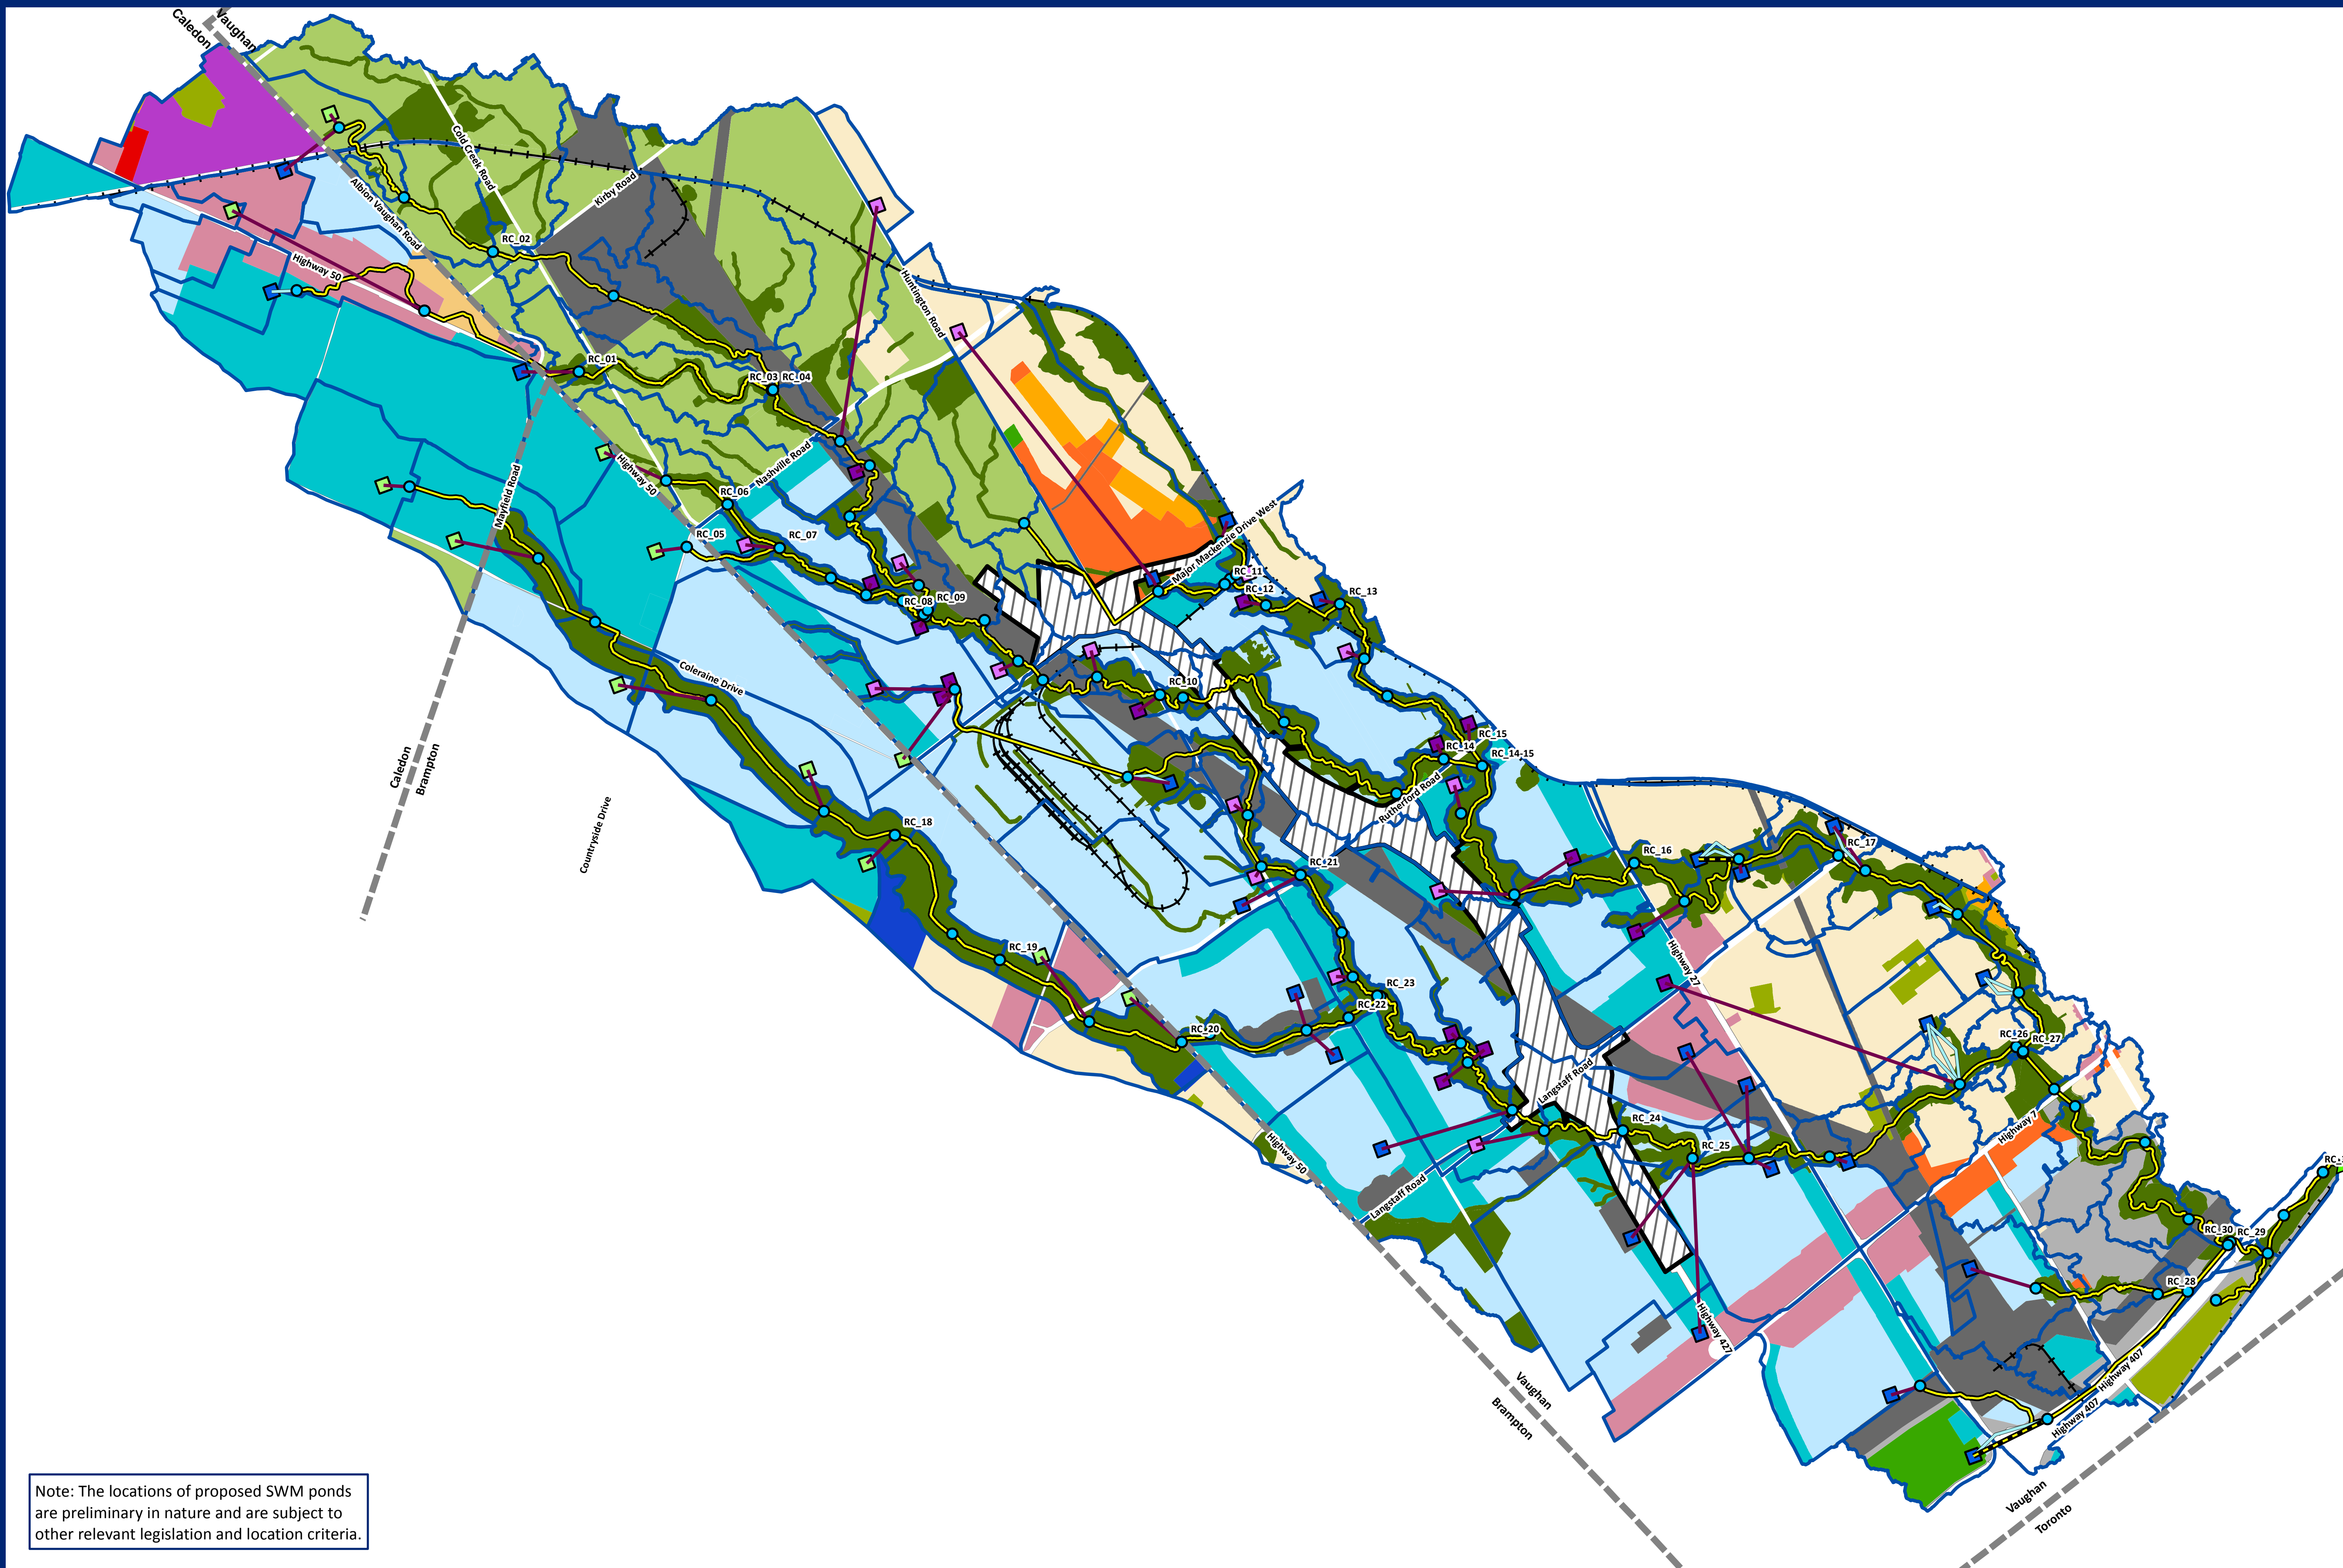 Caledon
Vaughan
Cold Creek Road
Kirby Road
Albion Vaughan Road
RC_02
Highway 50
Huntington Road
RC_01
RC_03
RC_04
Nashville Road
Highway 50
Mayfield Road
RC_06
RC_05
RC_07
Major Mackenzie Drive West
RC_11
RC_12
RC_13
RC_08
RC_09
Coleraine Drive
RC_10
Caledon
Brampton
RC_15
RC_14
RC_14-15
Rutherford Road
Countryside Drive
RC_18
RC_16
RC_17
RC_21
RC_19
Highway 27
RC_23
RC_22
RC_20
RC_26
RC_27
Langstaff Road
Highway 7
RC_24
RC_25
Highway 50
Langstaff Road
RC_30
RC_29
RC_28
Highway 427
Highway 407
Highway 407
Vaughan
Brampton
Vaughan
Toronto
Note: The locations of proposed SWM ponds
are preliminary in nature and are subject to
other relevant legislation and location criteria.